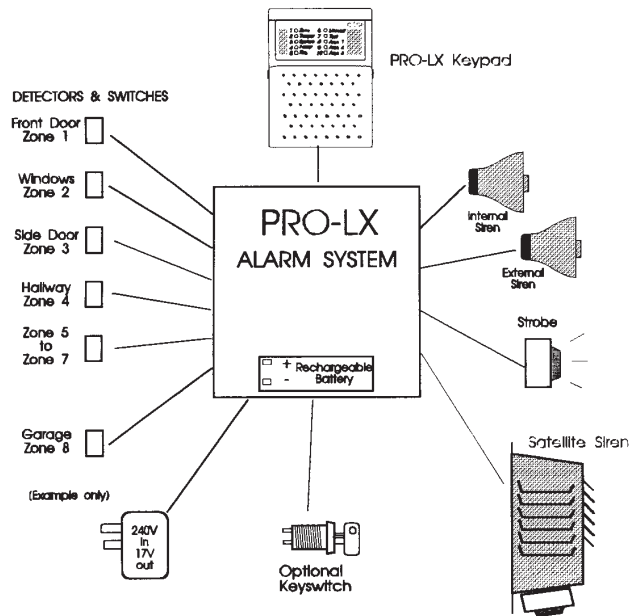 PRO-LX Keypad
DETECTORS & SWITCHES
Front Door
Zone 1
Windows
Zone 2
Side Door
Zone 3
Hallway
Zone 4
Zone 5
to
Zone 7
Garage
Zone 8
(Example only)
PRO-LX
ALARM SYSTEM
+ Rechargeable
- Battery
Internal
Siren
External
Siren
Strobe
Satellite Siren
240V
in
17V
out
Optional
Keyswitch